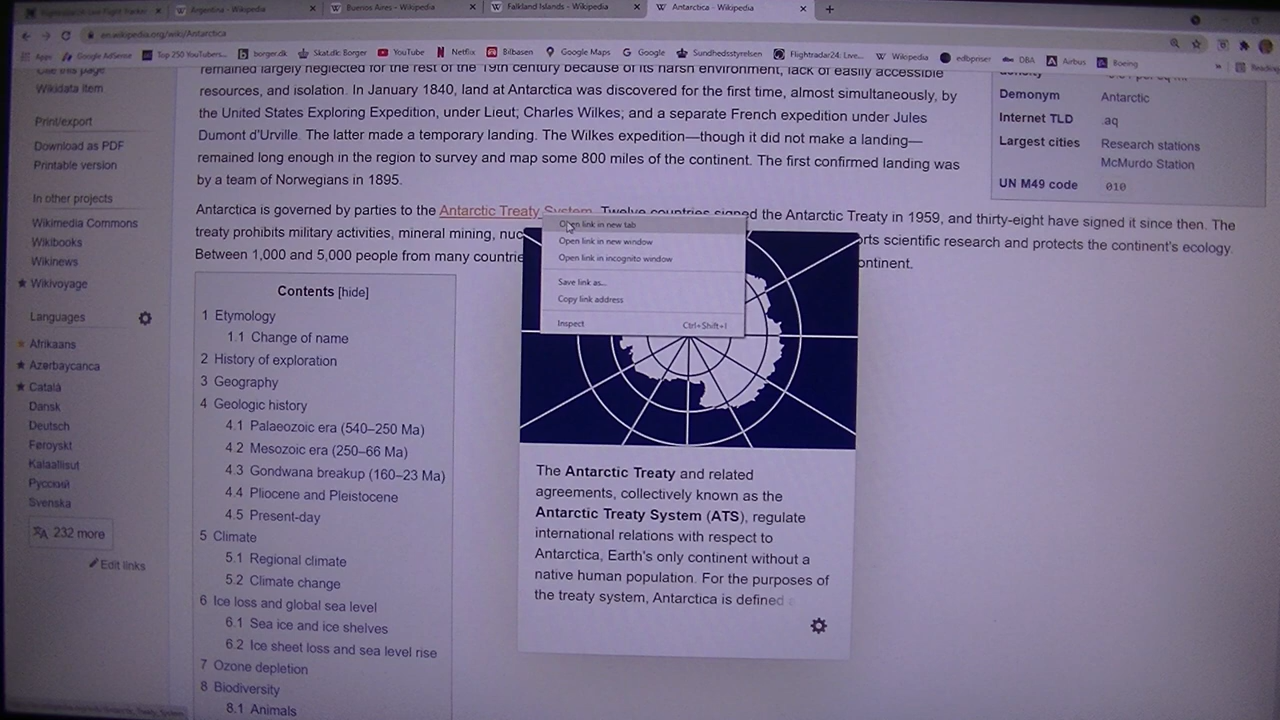 Flightradar24: Live Flight Tracker
Argentina - Wikipedia
Buenos Aires - Wikipedia
Falkland Islands - Wikipedia
Antarctica - Wikipedia
en.wikipedia.org/wiki/Antarctica
Apps
Google AdSense
Top 250 YouTubers...
borger.dk
Skat.dk: Borger
YouTube
Netflix
Bilbasen
Google Maps
Google
Sundhedsstyrelsen
Flightradar24: Live...
Wikipedia
edbpriser
DBA
Airbus
Boeing
»
Cite this page
Wikidata item
Print/export
Download as PDF
Printable version
In other projects
Wikimedia Commons
Wikibooks
Wikinews
Wikivoyage
Languages
Afrikaans
Azərbaycanca
Català
Dansk
Deutsch
Føroyskt
Kalaallisut
Русский
Svenska
232 more
Edit links
remained largely neglected for the rest of the 19th century because of its harsh environment, lack of easily accessible
resources, and isolation. In January 1840, land at Antarctica was discovered for the first time, almost simultaneously, by
the United States Exploring Expedition, under Lieut; Charles Wilkes; and a separate French expedition under Jules
Dumont d'Urville. The latter made a temporary landing. The Wilkes expedition—though it did not make a landing—
remained long enough in the region to survey and map some 800 miles of the continent. The first confirmed landing was
by a team of Norwegians in 1895.
Demonym Antarctic
Internet TLD .aq
Largest cities Research stations
McMurdo Station
UN M49 code 010
Antarctica is governed by parties to the Antarctic Treaty System. Twelve countries signed the Antarctic Treaty in 1959, and thirty-eight have signed it since then. The
treaty prohibits military activities, mineral mining, scientific research and protects the continent's ecology.
Between 1,000 and 5,000 people from many countrie
Open link in new tab
Open link in new window
Open link in incognito window
Save link as...
Copy link address
Inspect Ctrl+Shift+I
Contents [hide]
1 Etymology
1.1 Change of name
2 History of exploration
3 Geography
4 Geologic history
4.1 Palaeozoic era (540–250 Ma)
4.2 Mesozoic era (250–66 Ma)
4.3 Gondwana breakup (160–23 Ma)
4.4 Pliocene and Pleistocene
4.5 Present-day
5 Climate
5.1 Regional climate
5.2 Climate change
6 Ice loss and global sea level
6.1 Sea ice and ice shelves
6.2 Ice sheet loss and sea level rise
7 Ozone depletion
8 Biodiversity
8.1 Animals
The Antarctic Treaty and related
agreements, collectively known as the
Antarctic Treaty System (ATS), regulate
international relations with respect to
Antarctica, Earth's only continent without a
native human population. For the purposes of
the treaty system, Antarctica is defined